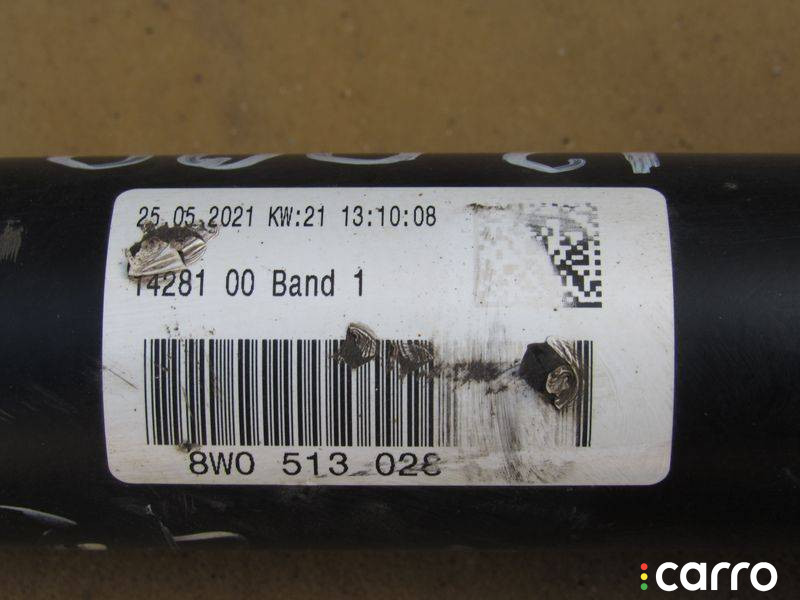 25.05.2021 KW:21 13:10:08
14281 00 Band 1
8W0 513 028
carro